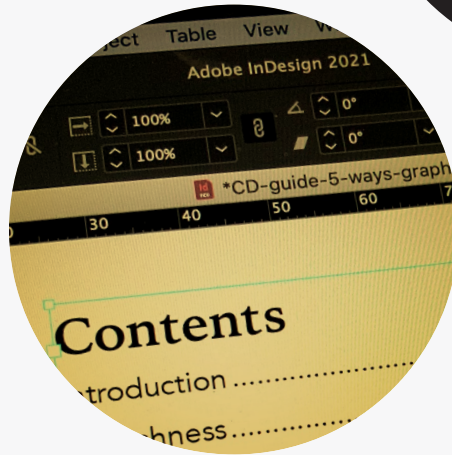 Table View
Adobe InDesign 2021
100% 0°
100% 0°
*CD-guide-5-ways-graph
30 40 50 60
Contents
ntroduction ....................
hness ....................